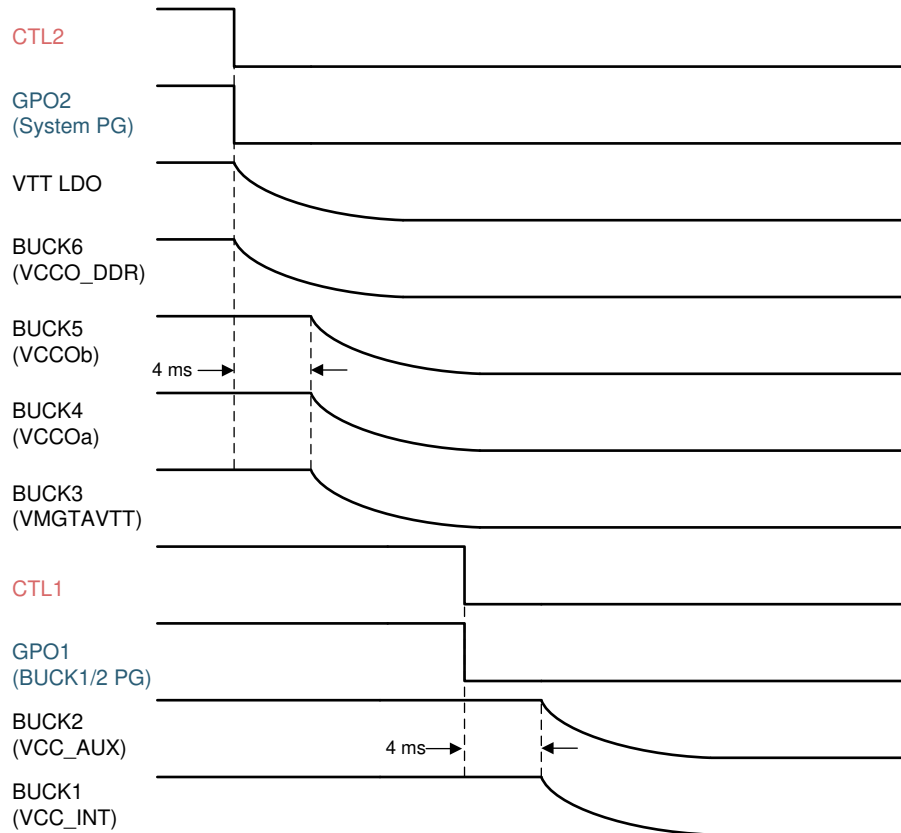 CTL2
GPO2
(System PG)
VTT LDO
BUCK6
(VCCO_DDR)
BUCK5
(VCCOb)
4 ms
BUCK4
(VCCOa)
BUCK3
(VMGTAVTT)
CTL1
GPO1
(BUCK1/2 PG)
BUCK2
(VCC_AUX)
4 ms
BUCK1
(VCC_INT)